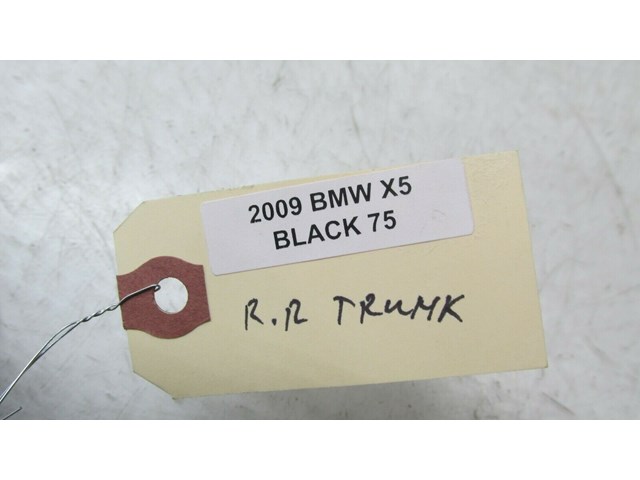 2009 BMW X5
BLACK 75
R.R TRUNK